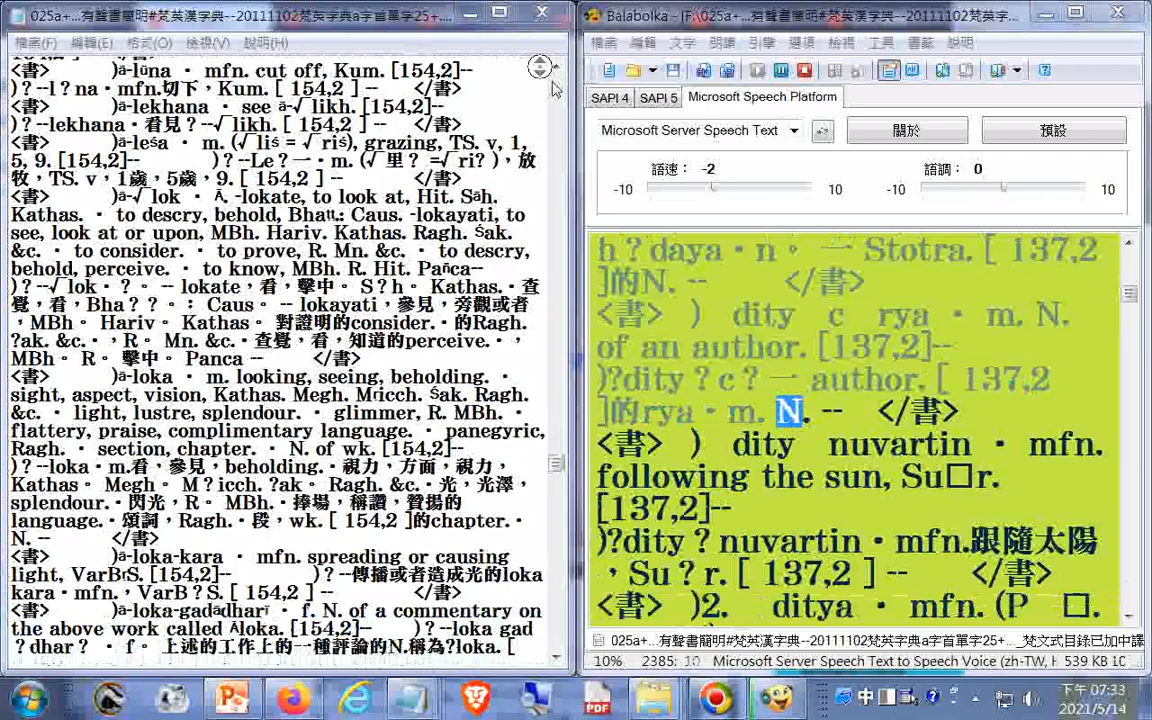 025a+...有聲書簡明#梵英漢字典--20111102梵英字典a字首單字25+...
檔案(F) 編輯(E) 格式(O) 檢視(V) 說明(H)
<書> )ā-lūna ‧ mfn. cut off, Kum. [154,2]--
)？--l？na‧mfn.切下，Kum. [ 154,2 ] -- </書>
<書> )ā-lekhana ‧ see ā-√ likh. [154,2]--
)？--lekhana‧看見？--√ likh. [ 154,2 ] -- </書>
<書> )ā-leśa ‧ m. (√ liś = √ riś), grazing, TS. v, 1,
5, 9. [154,2]-- )？--Le？一‧m. (√ 里？ =√ ri? )，放
牧，TS. v，1歲，5歲，9. [ 154,2 ] -- </書>
<書> )ā-√ lok ‧ Ā. -lokate, to look at, Hit. Sāh.
Kathas. ‧ to descry, behold, Bhaṭṭ.: Caus. -lokayati, to
see, look at or upon, MBh. Hariv. Kathas. Ragh. Śak.
&c. ‧ to consider. ‧ to prove, R. Mn. &c. ‧ to descry,
behold, perceive. ‧ to know, MBh. R. Hit. Pañca--
)？--√ lok‧？。 -- lokate，看，擊中。 S？h。 Kathas.‧查
覺，看，Bha？？。： Caus。 -- lokayati，參見，旁觀或者
，MBh。 Hariv。 Kathas。 對證明的consider.‧的Ragh。
?ak. &c.‧，R。 Mn. &c.‧查覺，看，知道的perceive.‧，
MBh。 R。 擊中。 Panca -- </書>
<書> )ā-loka ‧ m. looking, seeing, beholding. ‧
sight, aspect, vision, Kathas. Megh. Mṛicch. Śak. Ragh.
&c. ‧ light, lustre, splendour. ‧ glimmer, R. MBh. ‧
flattery, praise, complimentary language. ‧ panegyric,
Ragh. ‧ section, chapter. ‧ N. of wk. [154,2]--
)？--loka‧m.看，參見，beholding.‧視力，方面，視力，
Kathas。 Megh。 M？icch. ?ak。 Ragh. &c.‧光，光澤，
splendour.‧閃光，R。 MBh.‧捧場，稱讚，贊揚的
language.‧頌詞，Ragh.‧段，wk. [ 154,2 ]的chapter.‧
N. -- </書>
<書> )ā-loka-kara ‧ mfn. spreading or causing
light, VarBṛS. [154,2]-- )？--傳播或者造成光的loka
kara‧mfn.，VarB？S. [ 154,2 ] -- </書>
<書> )ā-loka-gadādharī ‧ f. N. of a commentary on
the above work called Āloka. [154,2]-- )？--loka gad
？dhar？ ‧ f。 上述的工作上的一種評論的N.稱為?loka. [
Balabolka - [F:\025a+...有聲書簡明#梵英漢字典--20111102梵英字...
檔案 編輯 文字 朗讀 引擎 選項 檢視 工具 書籤 說明
SAPI 4 SAPI 5 Microsoft Speech Platform
Microsoft Server Speech Text 關於 預設
語速： -2 語調： 0
-10 10 -10 10
h ? daya‧n。 一 Stotra. [ 137,2
]的N. -- </書>
<書> ) dity c rya ‧ m. N.
of an author. [137,2]--
)?dity？c？一 author. [ 137,2
]的rya‧m. N. -- </書>
<書> ) dity nuvartin ‧ mfn.
following the sun, Su□r.
[137,2]--
)?dity？nuvartin‧mfn.跟隨太陽
，Su？r. [ 137,2 ] -- </書>
<書> )2. ditya ‧ mfn. (P □.
025a+...有聲書簡明#梵英漢字典--20111102梵英字典a字首單字25+..._梵文式目錄已加中譯
10% 2385: 10 Microsoft Server Speech Text to Speech Voice (zh-TW, H 539 KB 10
中
下午 07:33
2021/5/14